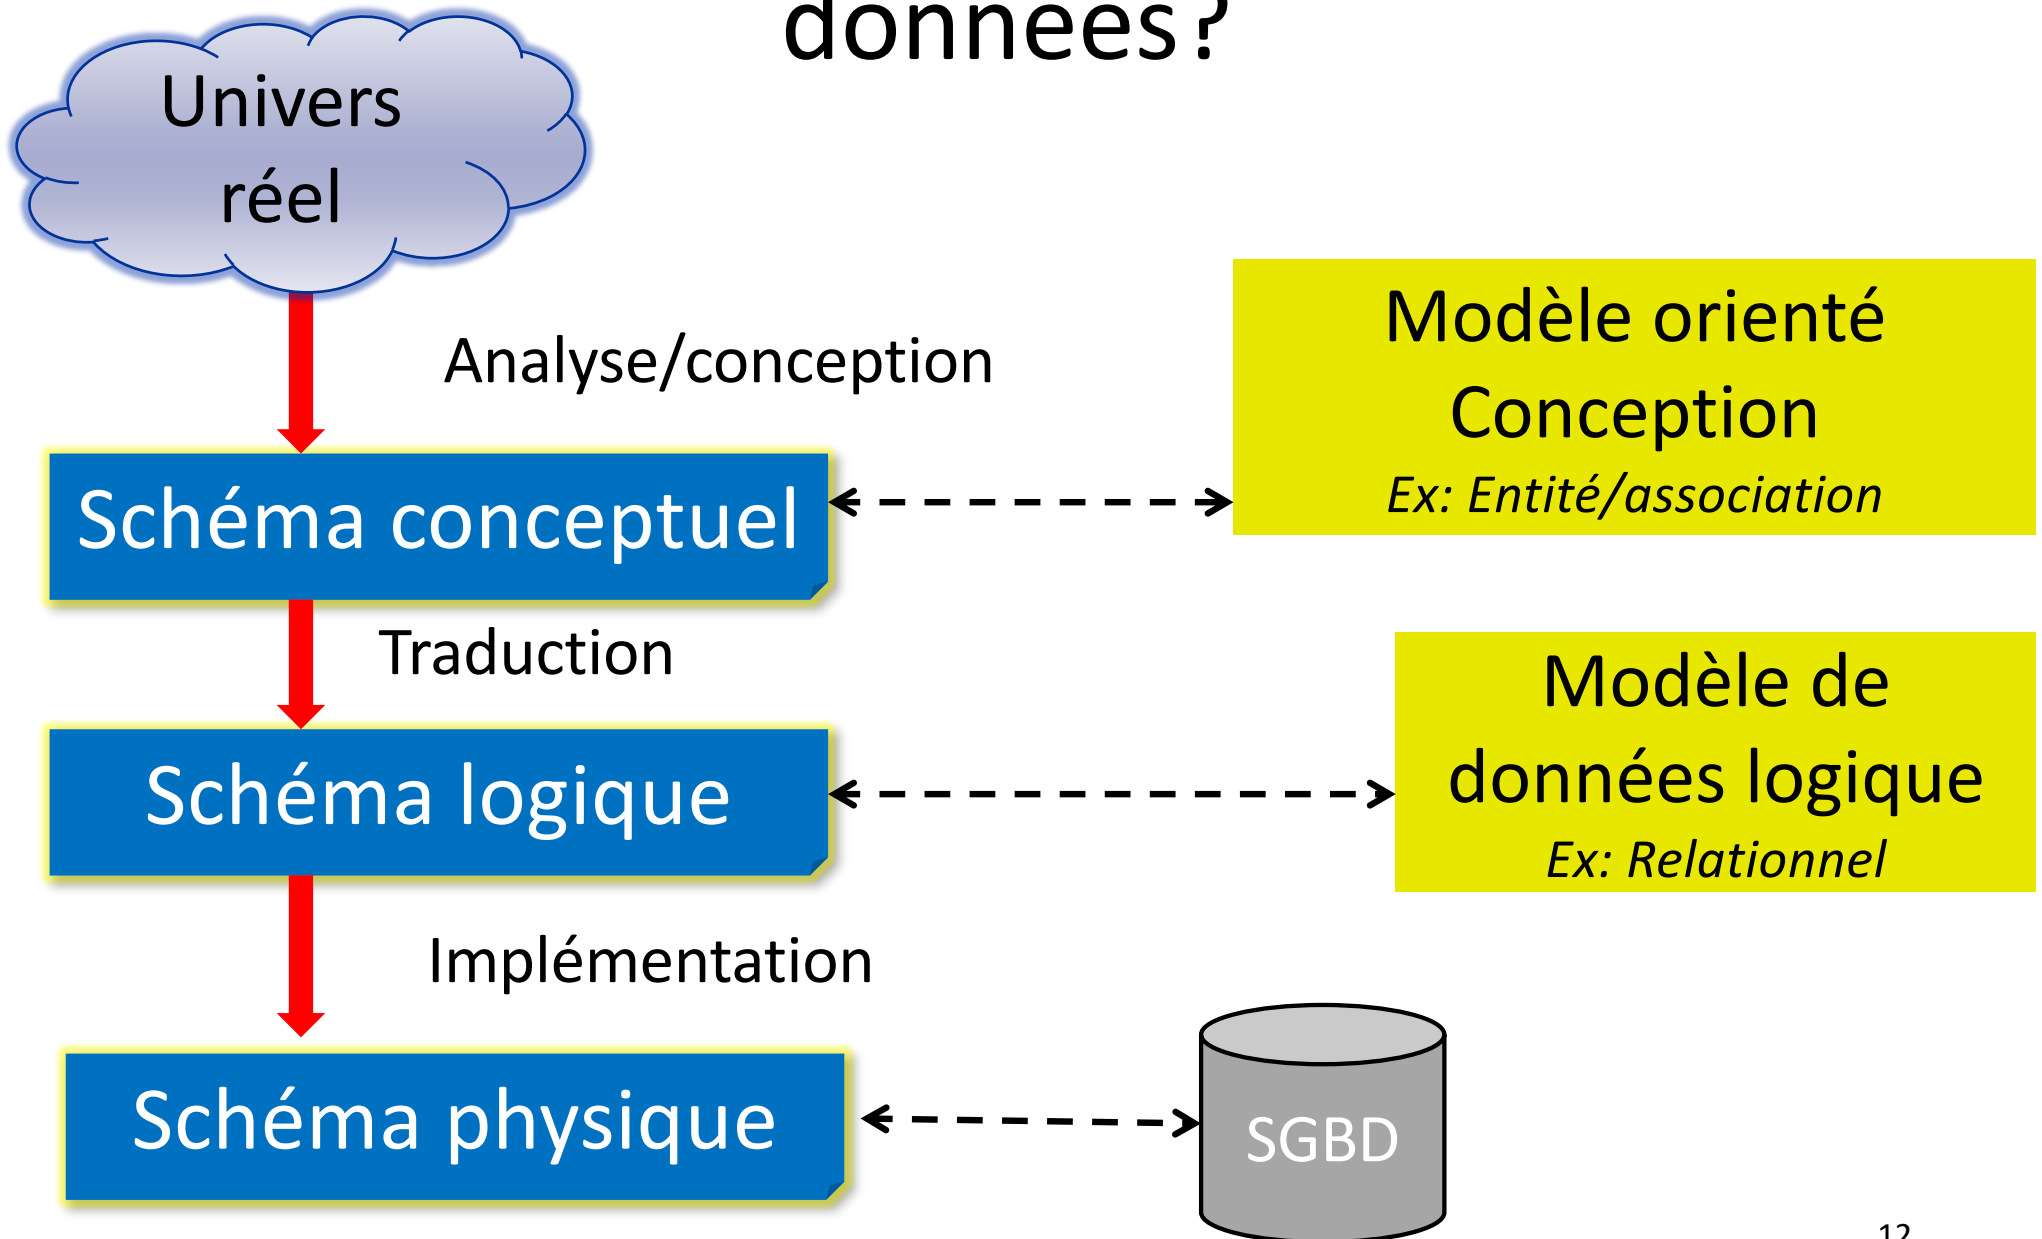 données?
Univers
réel
Analyse/conception
Modèle orienté
Conception
Ex: Entité/association
Schéma conceptuel
Traduction
Modèle de
données logique
Ex: Relationnel
Schéma logique
Implémentation
Schéma physique
SGBD
12